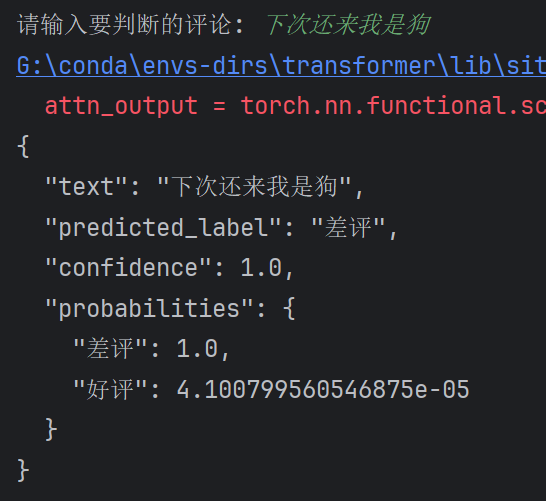 请输入要判断的评论: 下次还来我是狗
G:\conda\envs-dirs\transformer\lib\sit
attn_output = torch.nn.functional.sc
{
"text": "下次还来我是狗",
"predicted_label": "差评",
"confidence": 1.0,
"probabilities": {
"差评": 1.0,
"好评": 4.100799560546875e-05
}
}